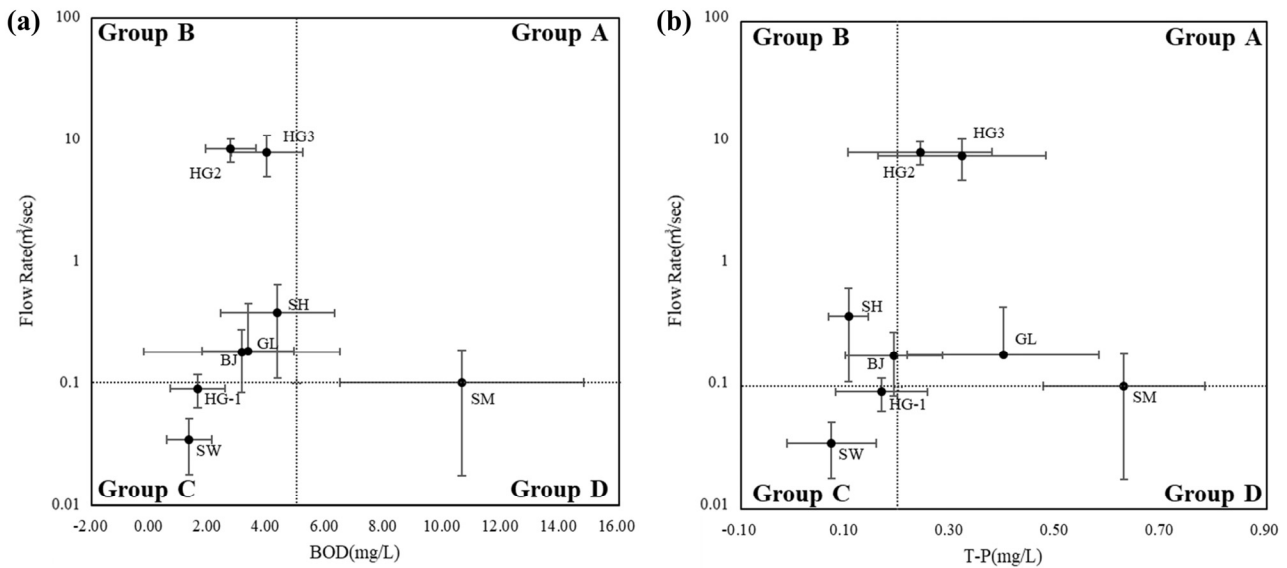 (a)
Group B
Group A
100
10
1
0.1
0.01
Flow Rate(㎥/sec)
HG3
HG2
SH
GL
BJ
HG-1
SM
SW
Group C
Group D
-2.00 0.00 2.00 4.00 6.00 8.00 10.00 12.00 14.00 16.00
BOD(mg/L)
(b)
Group B
Group A
100
10
1
0.1
0.01
Flow Rate(㎥/sec)
HG3
HG2
SH
GL
BJ
HG-1
SM
SW
Group C
Group D
-0.10 0.10 0.30 0.50 0.70 0.90
T-P(mg/L)